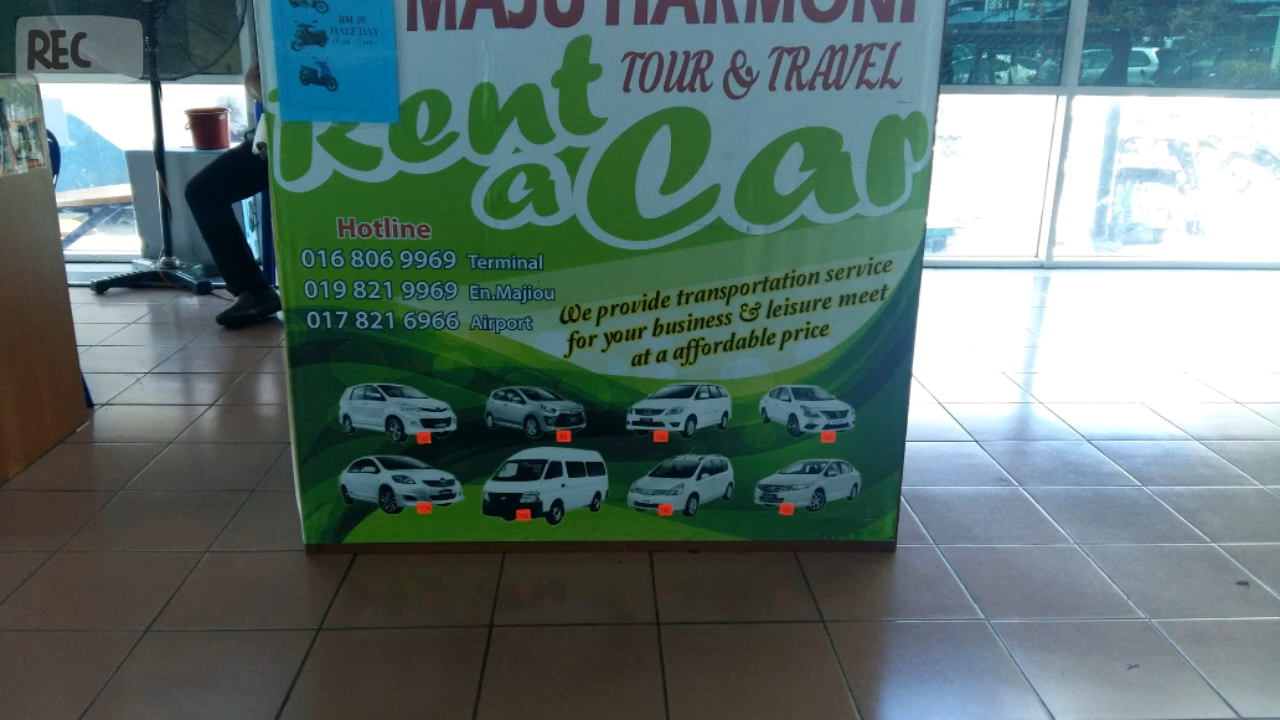 REC
RM 50
HALF DAY
MAJU HARMONI
TOUR & TRAVEL
Rent
a Car
Hotline
016 806 9969 Terminal
019 821 9969 En.Majiou
017 821 6966 Airport
We provide transportation service
for your business & leisure meet
at a affordable price